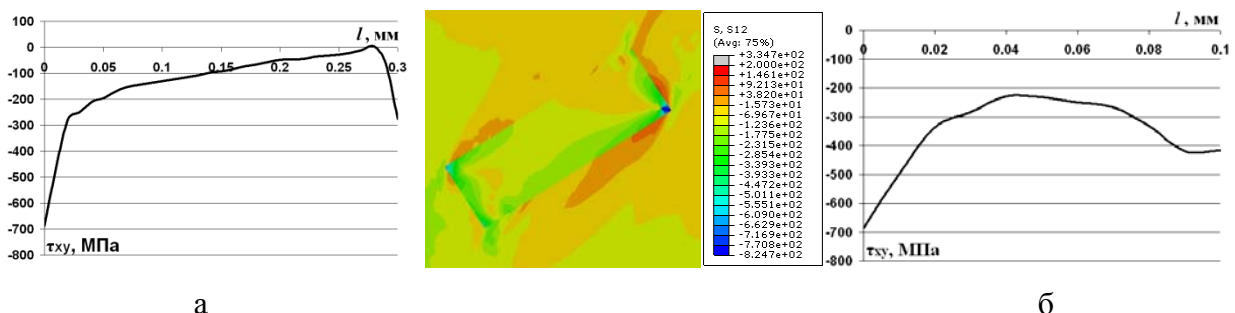 100
0
-100
-200
-300
-400
-500
-600
-700
-800
0 0.05 0.1 0.15 0.2 0.25 0.3
l, мм
τxy, МПа
а
S, S12
(Avg: 75%)
+3.347e+02
+2.000e+02
+1.461e+02
+9.213e+01
+3.820e+01
-1.573e+01
-6.967e+01
-1.236e+02
-1.775e+02
-2.315e+02
-2.854e+02
-3.393e+02
-3.933e+02
-4.472e+02
-5.011e+02
-5.551e+02
-6.090e+02
-6.629e+02
-7.169e+02
-7.708e+02
-8.247e+02
0
-100
-200
-300
-400
-500
-600
-700
-800
l, мм
0 0.02 0.04 0.06 0.08 0.1
τxy, МПа
б